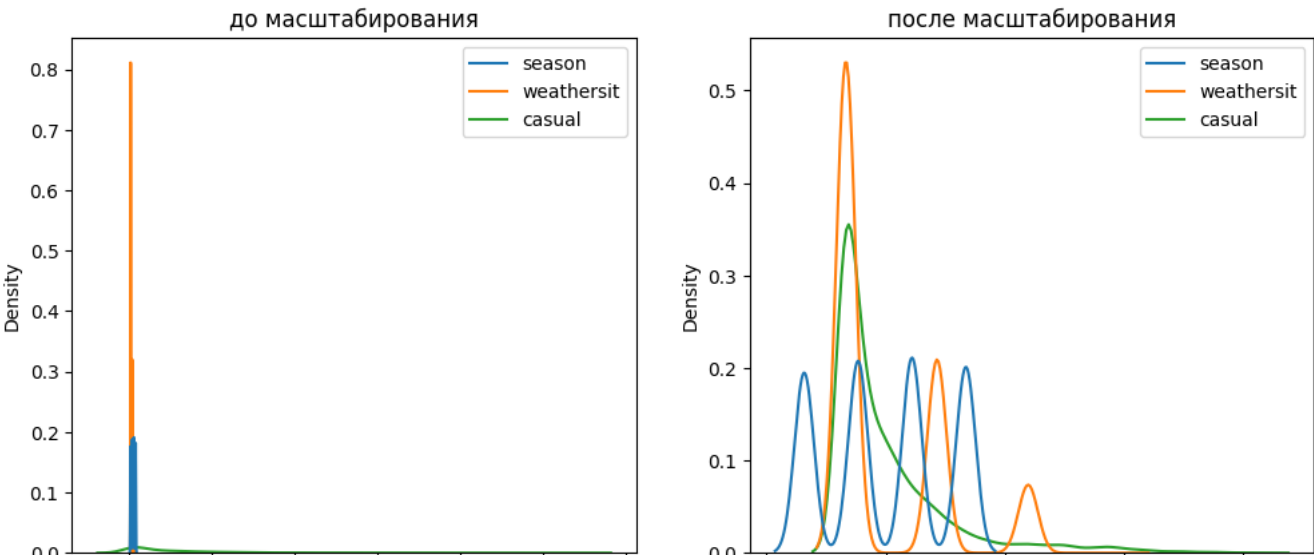 до масштабирования
season
weathersit
casual
Density
0.8
0.7
0.6
0.5
0.4
0.3
0.2
0.1
0.0
после масштабирования
season
weathersit
casual
Density
0.5
0.4
0.3
0.2
0.1
0.0